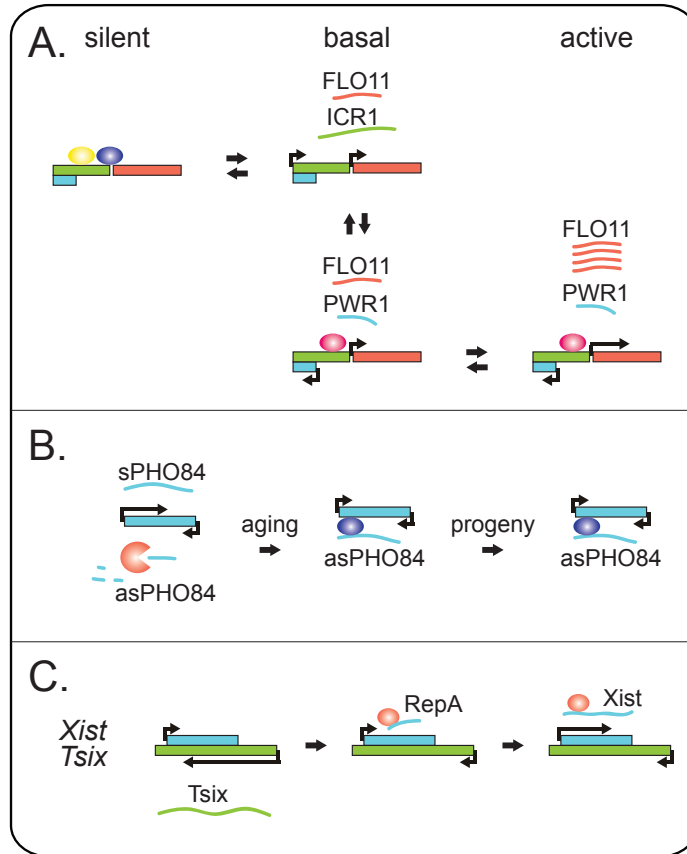 A.
silent basal active
FLO11
ICR1
FLO11
PWR1
FLO11
PWR1
B.
sPHO84
asPHO84
aging
asPHO84
progeny
asPHO84
C.
Xist
Tsix
Tsix
RepA
Xist